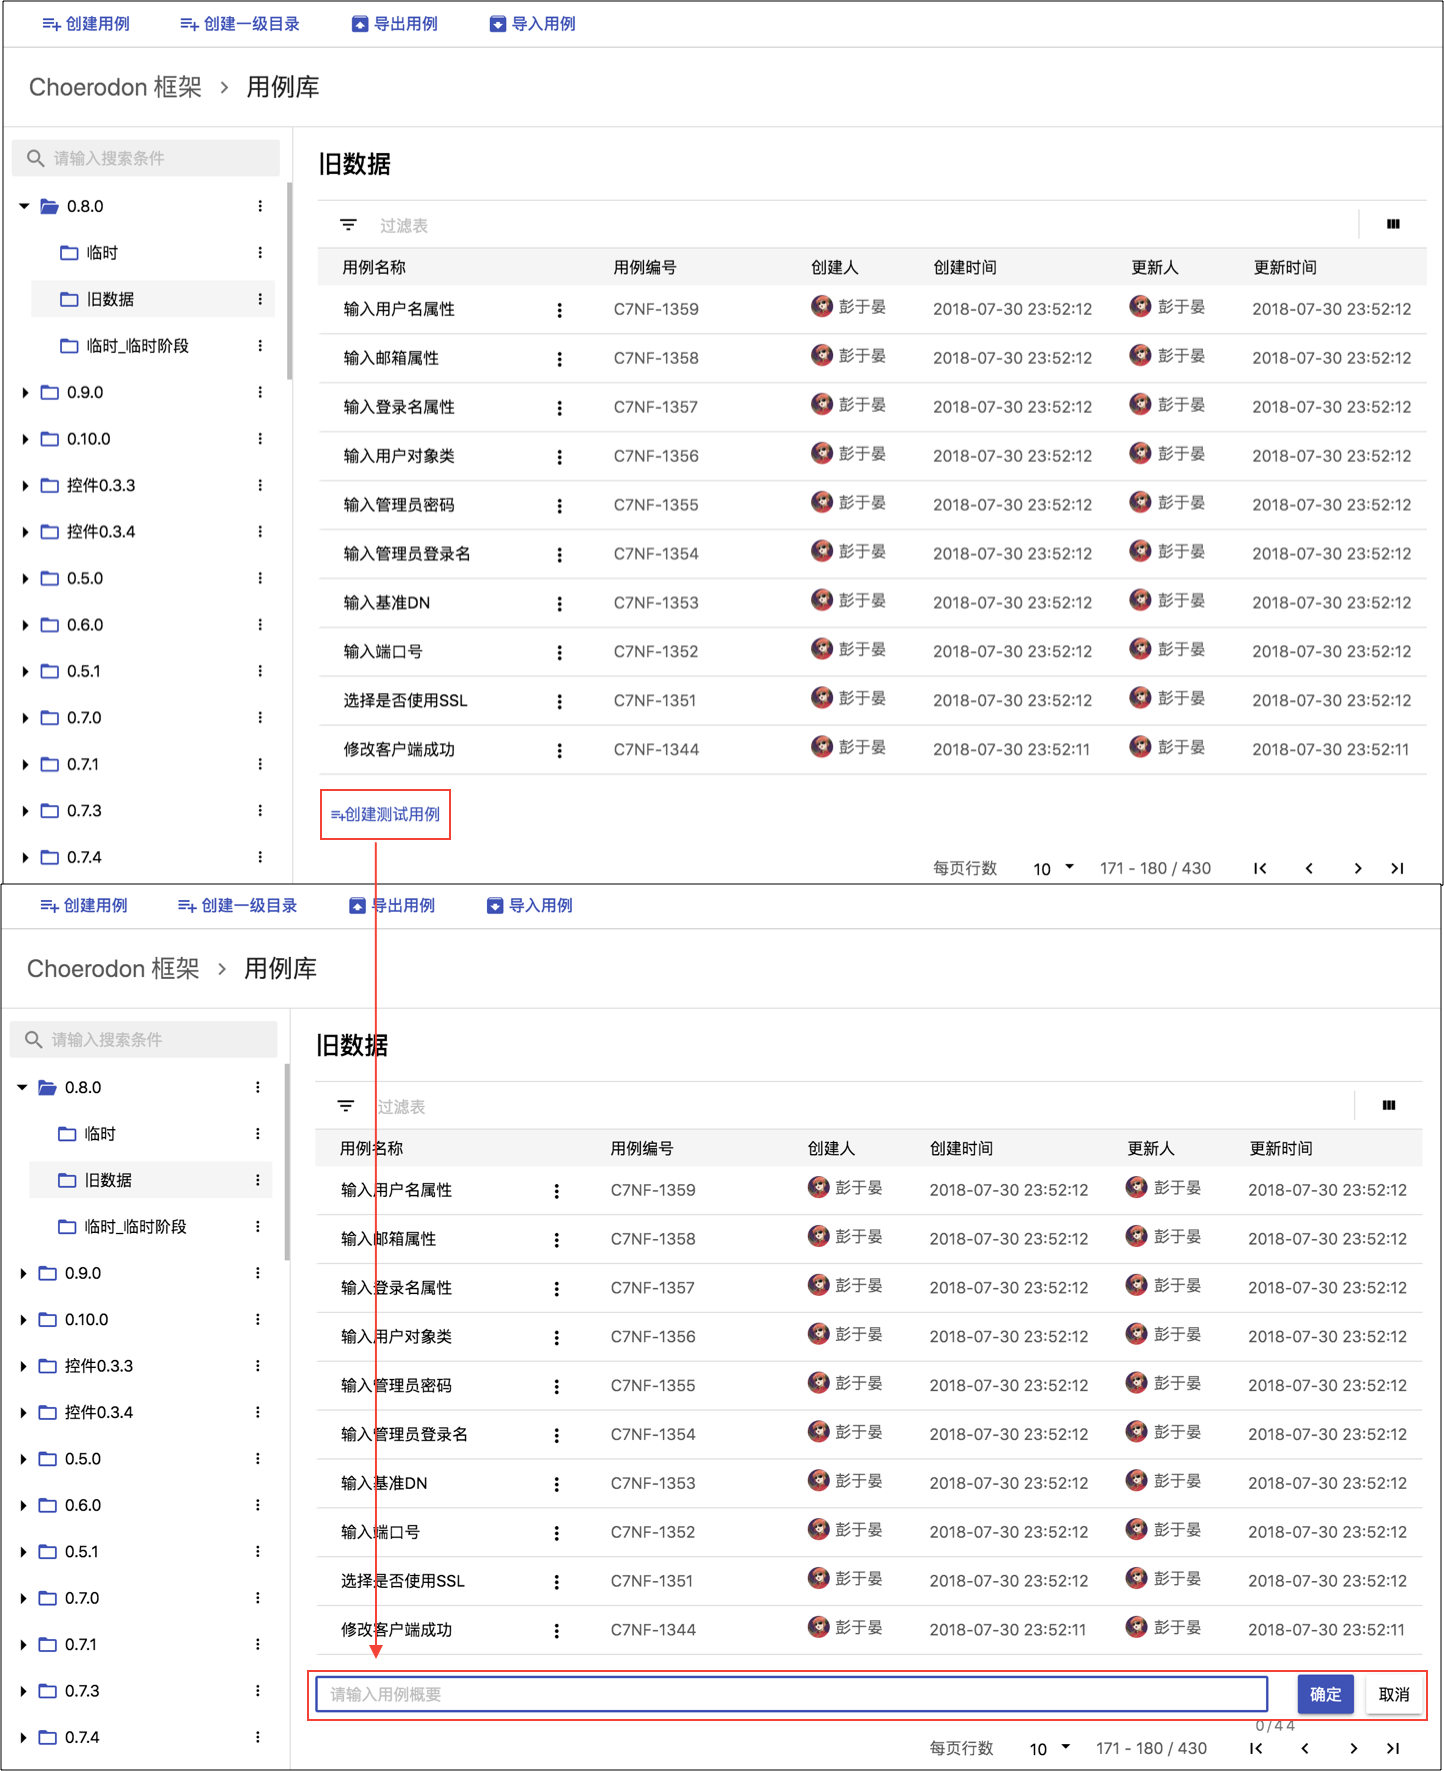 创建用例 创建一级目录 导出用例 导入用例
Choerodon 框架 > 用例库
请输入搜索条件
0.8.0
临时
旧数据
临时_临时阶段
0.9.0
0.10.0
控件0.3.3
控件0.3.4
0.5.0
0.6.0
0.5.1
0.7.0
0.7.1
0.7.3
0.7.4
旧数据
过滤表
用例名称 用例编号 创建人 创建时间 更新人 更新时间
输入用户名属性 C7NF-1359 彭于晏 2018-07-30 23:52:12 彭于晏 2018-07-30 23:52:12
输入邮箱属性 C7NF-1358 彭于晏 2018-07-30 23:52:12 彭于晏 2018-07-30 23:52:12
输入登录名属性 C7NF-1357 彭于晏 2018-07-30 23:52:12 彭于晏 2018-07-30 23:52:12
输入用户对象类 C7NF-1356 彭于晏 2018-07-30 23:52:12 彭于晏 2018-07-30 23:52:12
输入管理员密码 C7NF-1355 彭于晏 2018-07-30 23:52:12 彭于晏 2018-07-30 23:52:12
输入管理员登录名 C7NF-1354 彭于晏 2018-07-30 23:52:12 彭于晏 2018-07-30 23:52:12
输入基准DN C7NF-1353 彭于晏 2018-07-30 23:52:12 彭于晏 2018-07-30 23:52:12
输入端口号 C7NF-1352 彭于晏 2018-07-30 23:52:12 彭于晏 2018-07-30 23:52:12
选择是否使用SSL C7NF-1351 彭于晏 2018-07-30 23:52:12 彭于晏 2018-07-30 23:52:12
修改客户端成功 C7NF-1344 彭于晏 2018-07-30 23:52:11 彭于晏 2018-07-30 23:52:11
创建测试用例
每页行数 10 171 - 180 / 430
创建用例 创建一级目录 导出用例 导入用例
Choerodon 框架 > 用例库
请输入搜索条件
0.8.0
临时
旧数据
临时_临时阶段
0.9.0
0.10.0
控件0.3.3
控件0.3.4
0.5.0
0.6.0
0.5.1
0.7.0
0.7.1
0.7.3
0.7.4
旧数据
过滤表
用例名称 用例编号 创建人 创建时间 更新人 更新时间
输入用户名属性 C7NF-1359 彭于晏 2018-07-30 23:52:12 彭于晏 2018-07-30 23:52:12
输入邮箱属性 C7NF-1358 彭于晏 2018-07-30 23:52:12 彭于晏 2018-07-30 23:52:12
输入登录名属性 C7NF-1357 彭于晏 2018-07-30 23:52:12 彭于晏 2018-07-30 23:52:12
输入用户对象类 C7NF-1356 彭于晏 2018-07-30 23:52:12 彭于晏 2018-07-30 23:52:12
输入管理员密码 C7NF-1355 彭于晏 2018-07-30 23:52:12 彭于晏 2018-07-30 23:52:12
输入管理员登录名 C7NF-1354 彭于晏 2018-07-30 23:52:12 彭于晏 2018-07-30 23:52:12
输入基准DN C7NF-1353 彭于晏 2018-07-30 23:52:12 彭于晏 2018-07-30 23:52:12
输入端口号 C7NF-1352 彭于晏 2018-07-30 23:52:12 彭于晏 2018-07-30 23:52:12
选择是否使用SSL C7NF-1351 彭于晏 2018-07-30 23:52:12 彭于晏 2018-07-30 23:52:12
修改客户端成功 C7NF-1344 彭于晏 2018-07-30 23:52:11 彭于晏 2018-07-30 23:52:11
请输入用例概要 确定 取消
0/44
每页行数 10 171 - 180 / 430